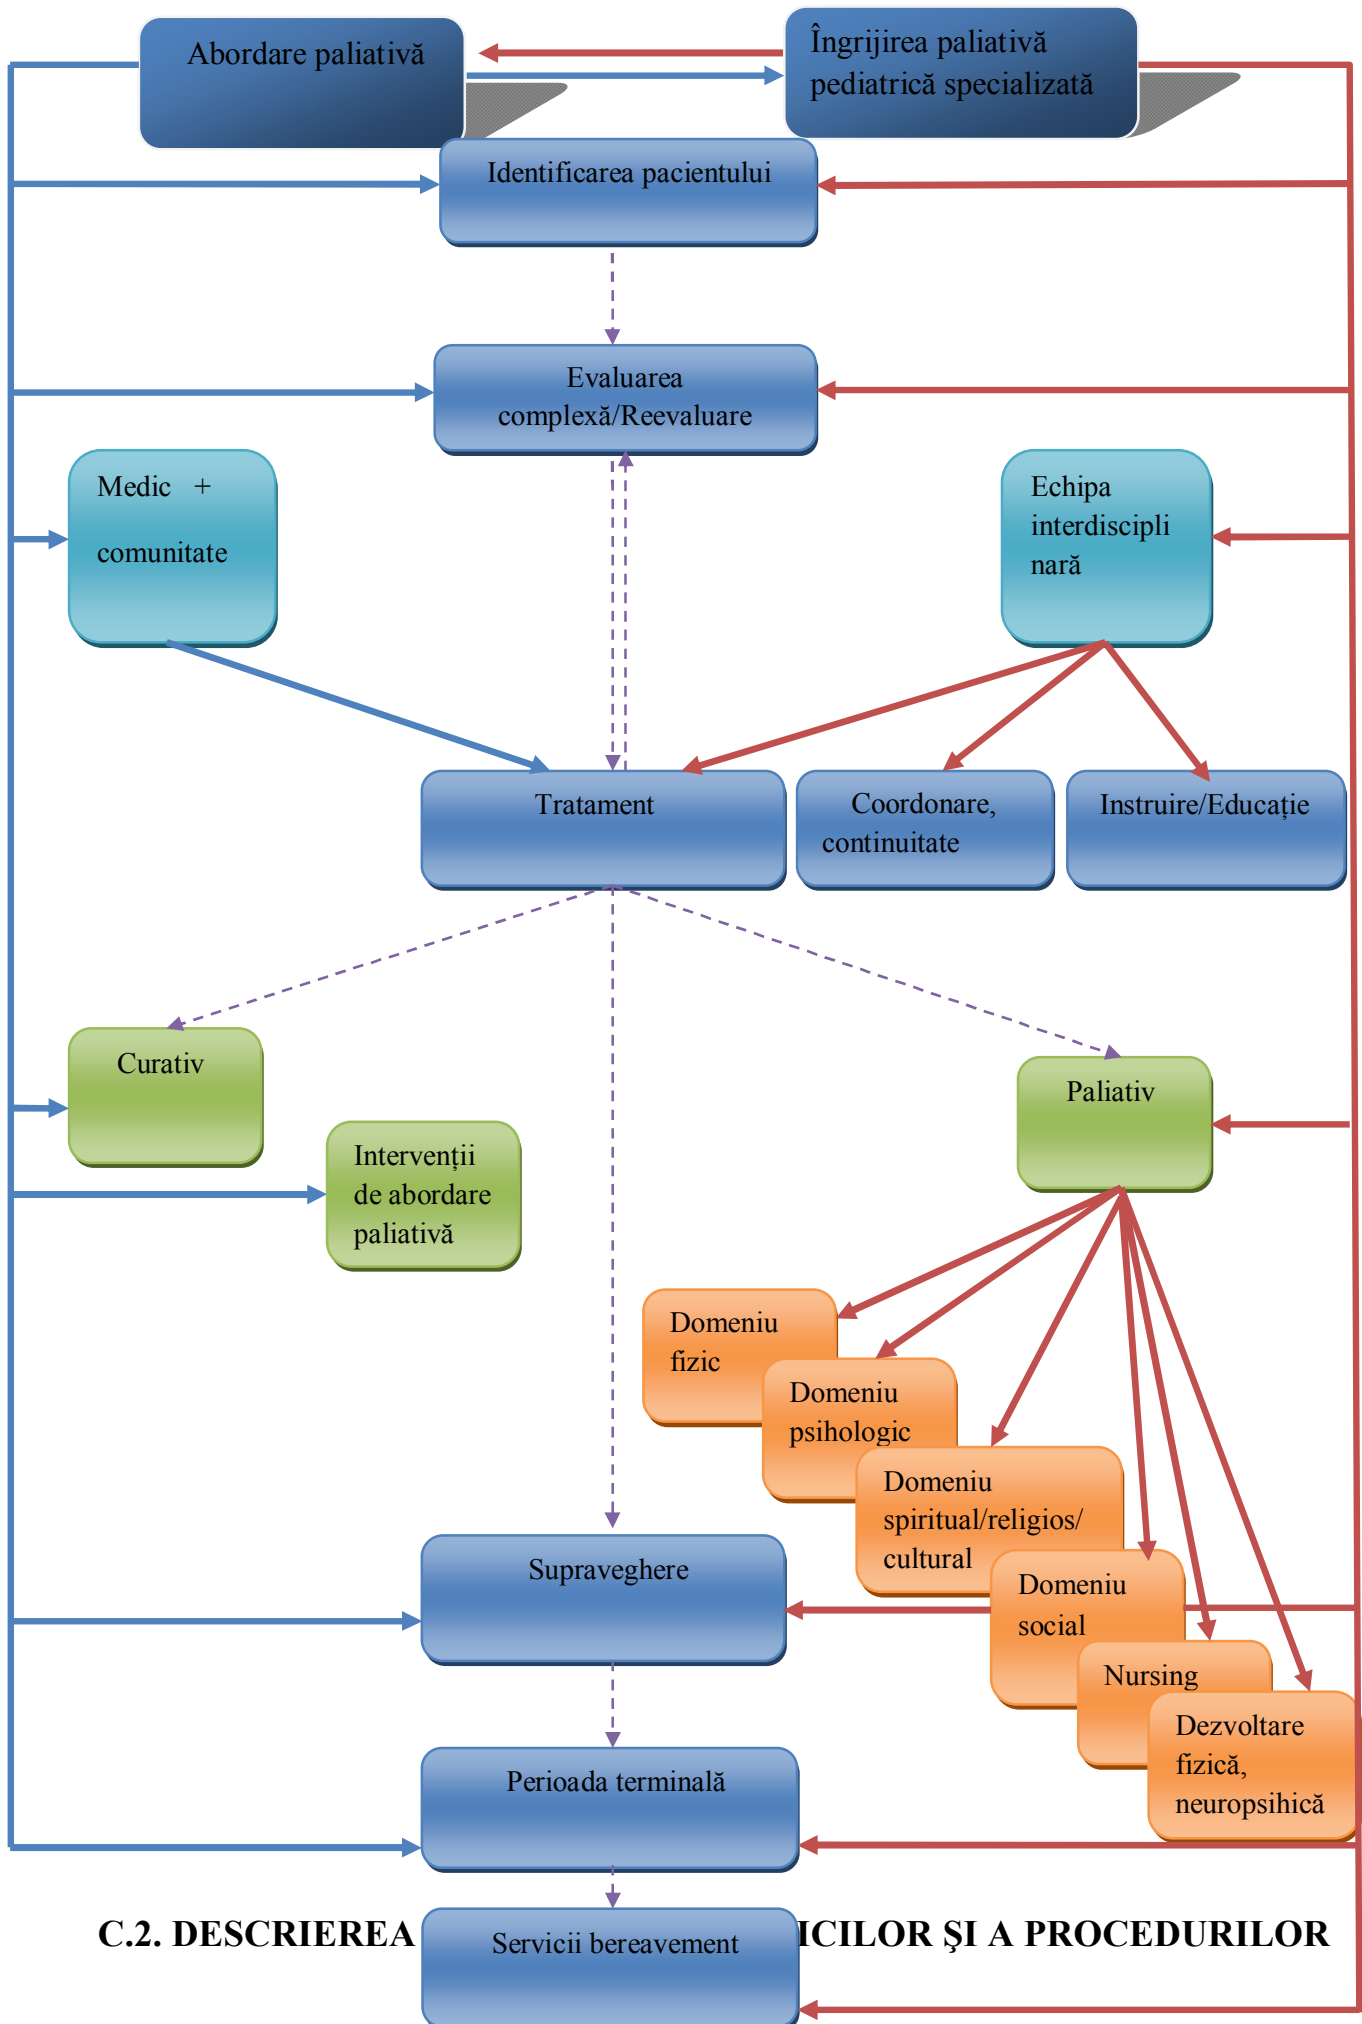 Abordare paliativă
Îngrijirea paliativă
pediatrică specializată
Identificarea pacientului
Evaluarea
complexă/Reevaluare
Medic +
comunitate
Echipa
interdiscipli
nară
Tratament
Coordonare,
continuitate
Instruire/Educație
Curativ
Paliativ
Intervenții
de abordare
paliativă
Domeniu
fizic
Domeniu
psihologic
Domeniu
spiritual/religios/
cultural
Supraveghere
Domeniu
social
Nursing
Dezvoltare
fizică,
neuropsihică
Perioada terminală
C.2. DESCRIEREA ICILOR ŞI A PROCEDURILOR
Servicii bereavement